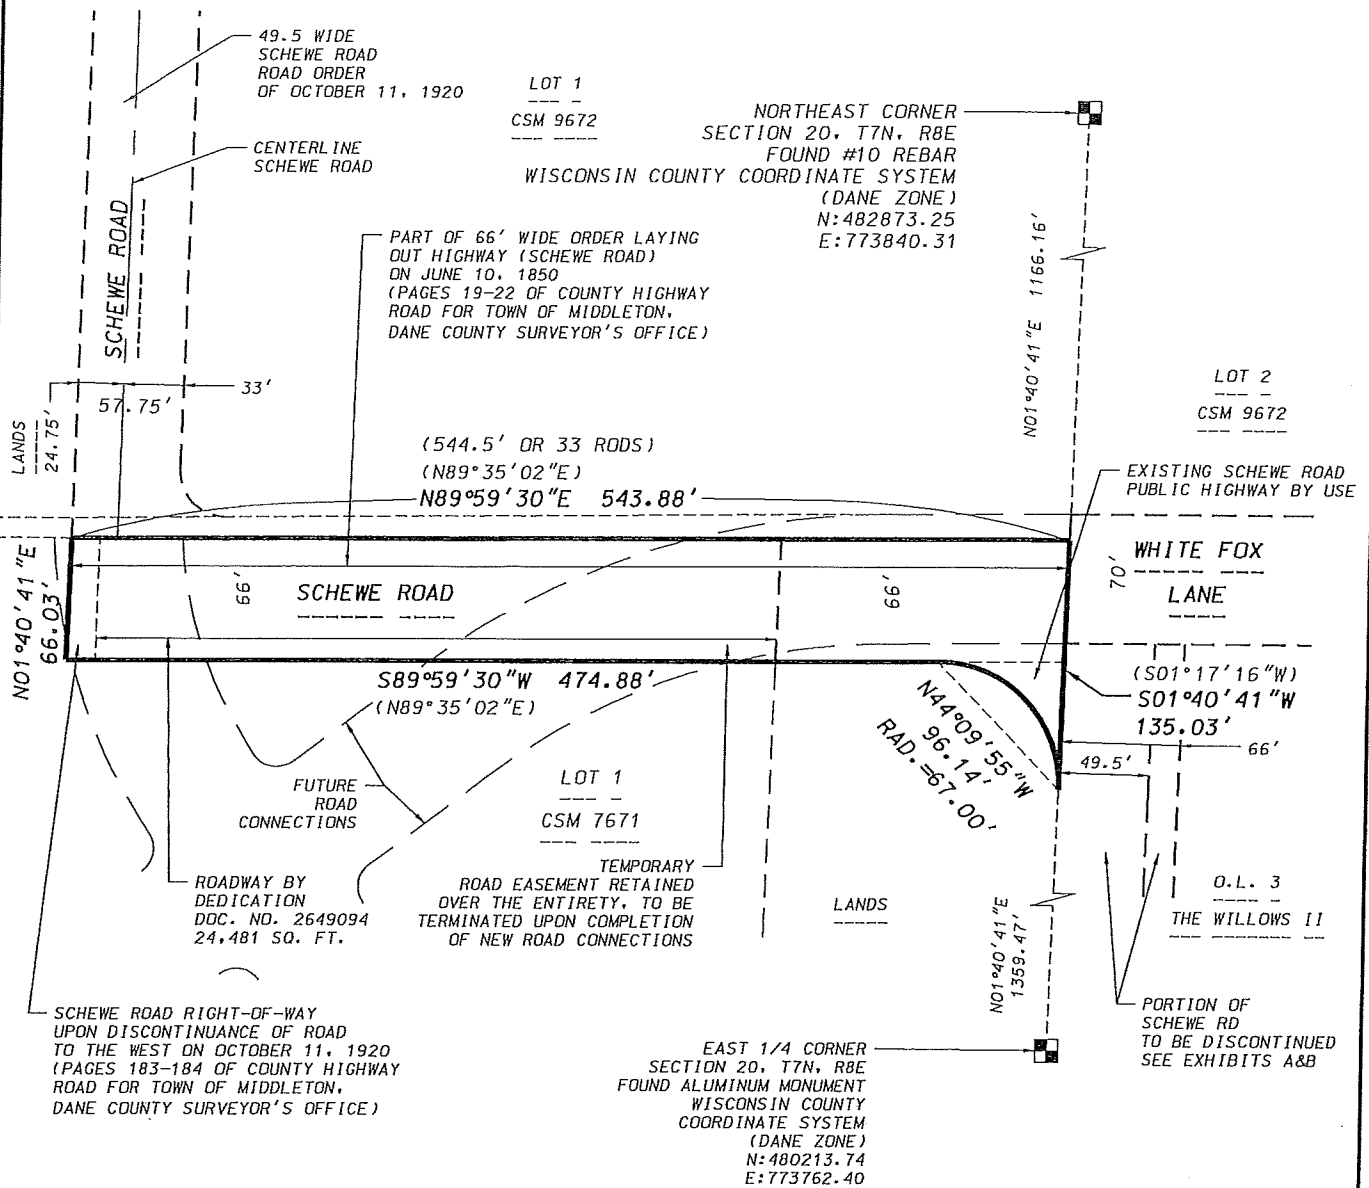 49.5 WIDE
SCHEWE ROAD
ROAD ORDER
OF OCTOBER 11, 1920
LOT 1
CSM 9672
NORTHEAST CORNER
SECTION 20, T7N, R8E
FOUND #10 REBAR
WISCONSIN COUNTY COORDINATE SYSTEM
(DANE ZONE)
N:482873.25
E:773840.31
CENTERLINE
SCHEWE ROAD
SCHEWE ROAD
PART OF 66' WIDE ORDER LAYING
OUT HIGHWAY (SCHEWE ROAD)
ON JUNE 10, 1850
(PAGES 19-22 OF COUNTY HIGHWAY
ROAD FOR TOWN OF MIDDLETON,
DANE COUNTY SURVEYOR'S OFFICE)
N01°40'41"E 1166.16'
LOT 2
CSM 9672
33'
57.75'
LANDS
24.75'
(544.5' OR 33 RODS)
(N89°35'02"E)
N89°59'30"E 543.88'
EXISTING SCHEWE ROAD
PUBLIC HIGHWAY BY USE
WHITE FOX
LANE
70'
N01°40'41"E
66.03'
66'
SCHEWE ROAD
66'
S89°59'30"W 474.88'
(N89°35'02"E)
(S01°17'16"W)
S01°40'41"W
135.03'
66'
49.5'
N44°09'55"W
96.14'
RAD.=67.00'
FUTURE
ROAD
CONNECTIONS
LOT 1
CSM 7671
ROADWAY BY
DEDICATION
DOC. NO. 2649094
24,481 SQ. FT.
TEMPORARY
ROAD EASEMENT RETAINED
OVER THE ENTIRETY, TO BE
TERMINATED UPON COMPLETION
OF NEW ROAD CONNECTIONS
LANDS
O.L. 3
THE WILLOWS II
N01°40'41"E
1359.47'
SCHEWE ROAD RIGHT-OF-WAY
UPON DISCONTINUANCE OF ROAD
TO THE WEST ON OCTOBER 11, 1920
(PAGES 183-184 OF COUNTY HIGHWAY
ROAD FOR TOWN OF MIDDLETON,
DANE COUNTY SURVEYOR'S OFFICE)
PORTION OF
SCHEWE RD
TO BE DISCONTINUED
SEE EXHIBITS A&B
EAST 1/4 CORNER
SECTION 20, T7N, R8E
FOUND ALUMINUM MONUMENT
WISCONSIN COUNTY
COORDINATE SYSTEM
(DANE ZONE)
N:480213.74
E:773762.40